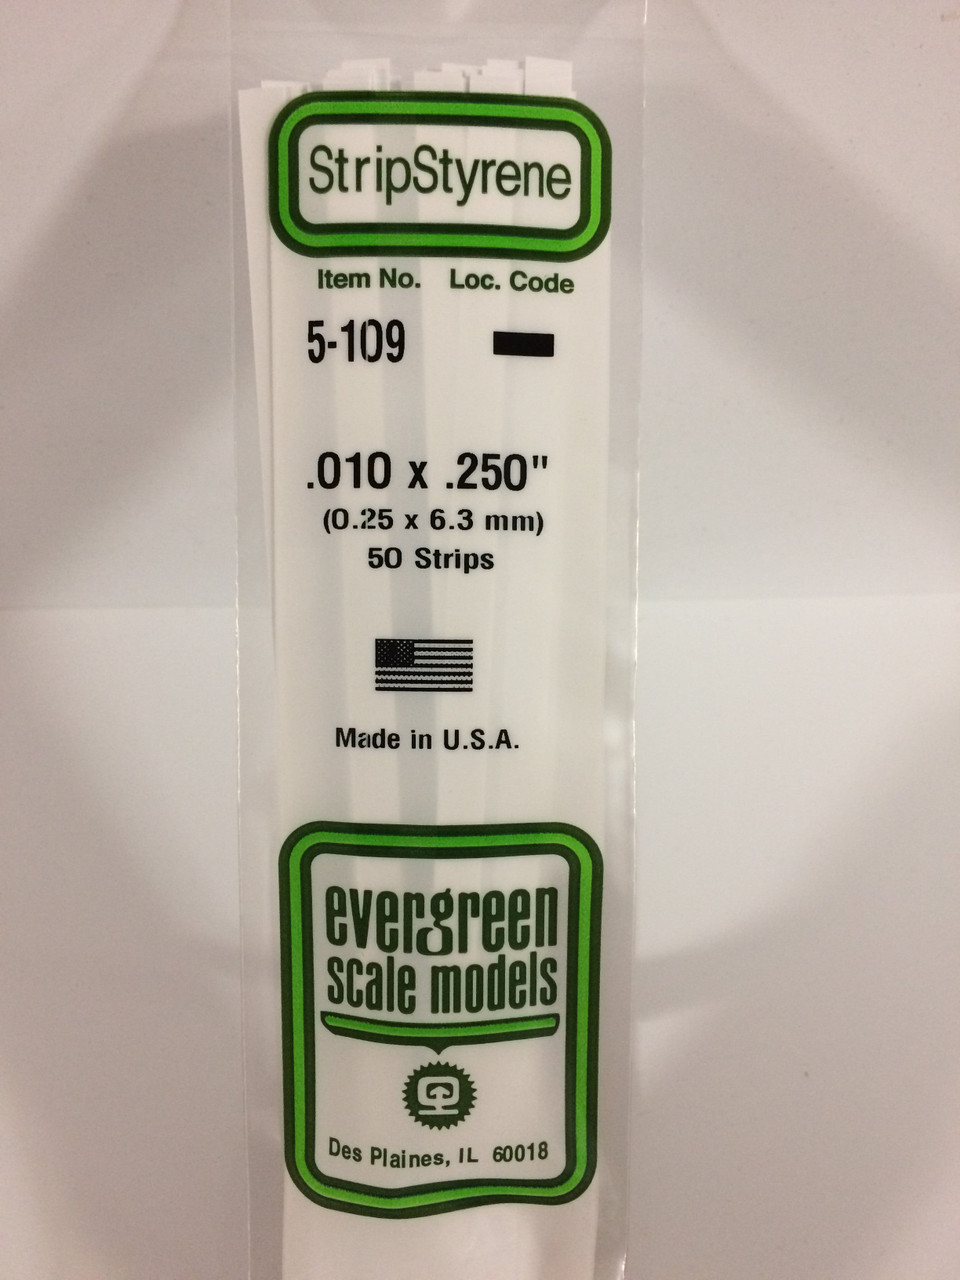 StripStyrene
Item No. Loc. Code
5-109
.010 x .250"
(0.25 x 6.3 mm)
50 Strips
Made in U.S.A.
evergreen
scale models
Des Plaines, IL 60018